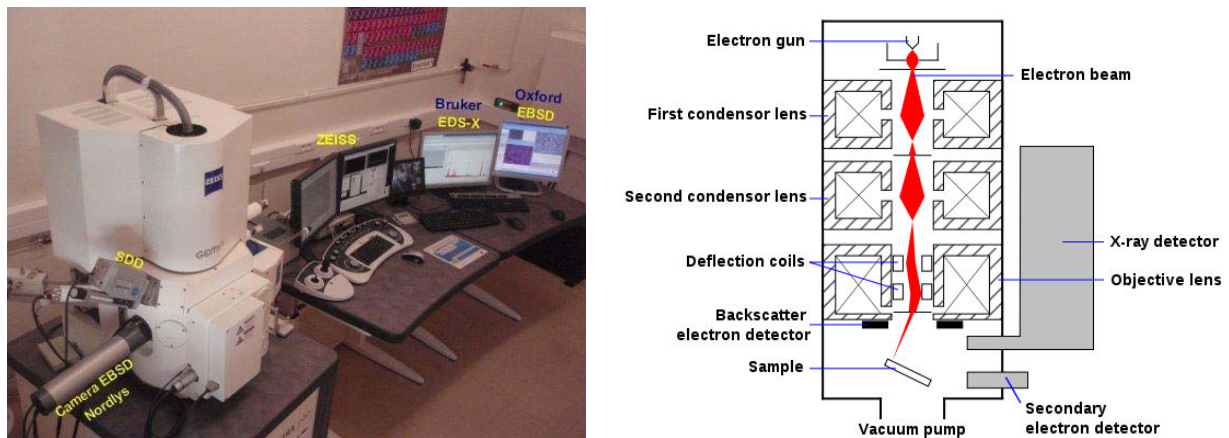 ZEISS
Bruker
EDS-X
Oxford
EBSD
ZEISS
SDD
Camera EBSD
Nordlys
Electron gun
Electron beam
First condensor lens
Second condensor lens
X-ray detector
Deflection coils
Objective lens
Backscatter
electron detector
Sample
Vacuum pump
Secondary
electron detector